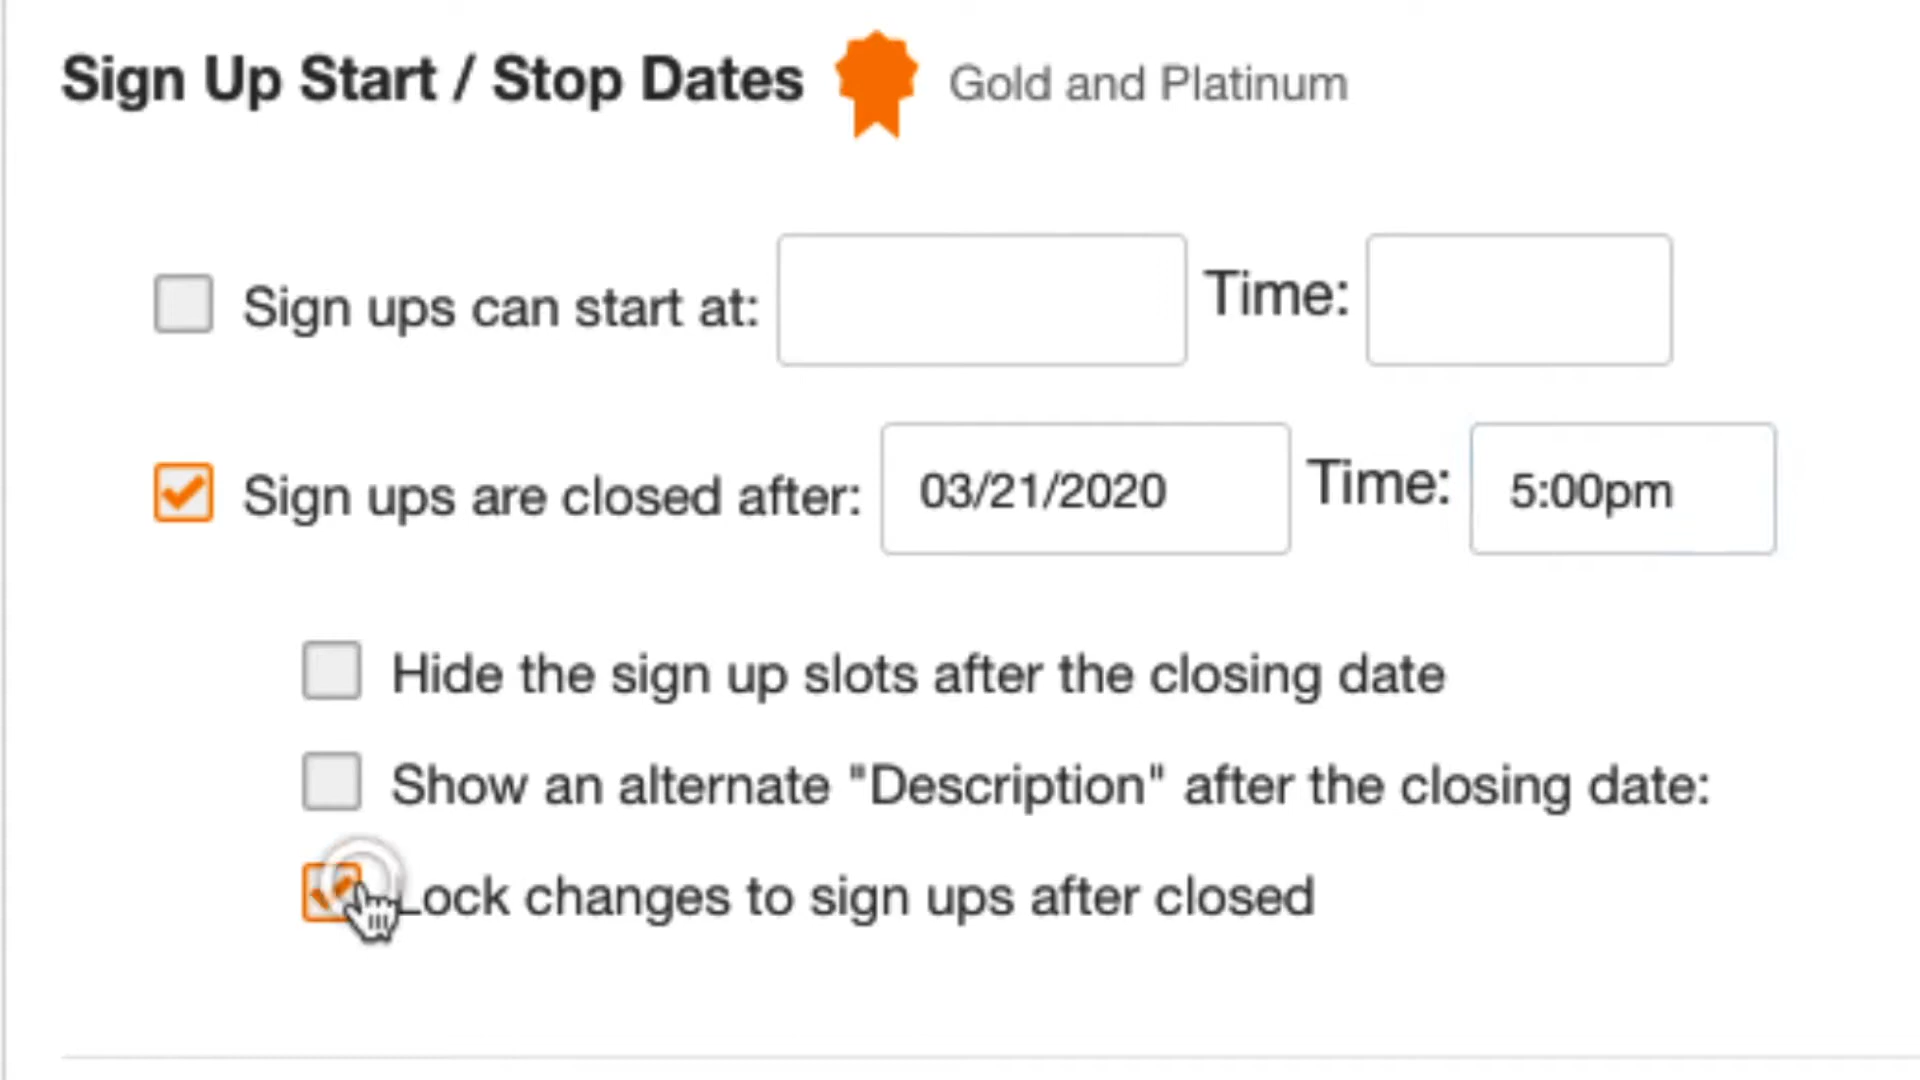 Sign Up Start / Stop Dates Gold and Platinum
Sign ups can start at: Time:
Sign ups are closed after: 03/21/2020 Time: 5:00pm
Hide the sign up slots after the closing date
Show an alternate "Description" after the closing date:
Lock changes to sign ups after closed